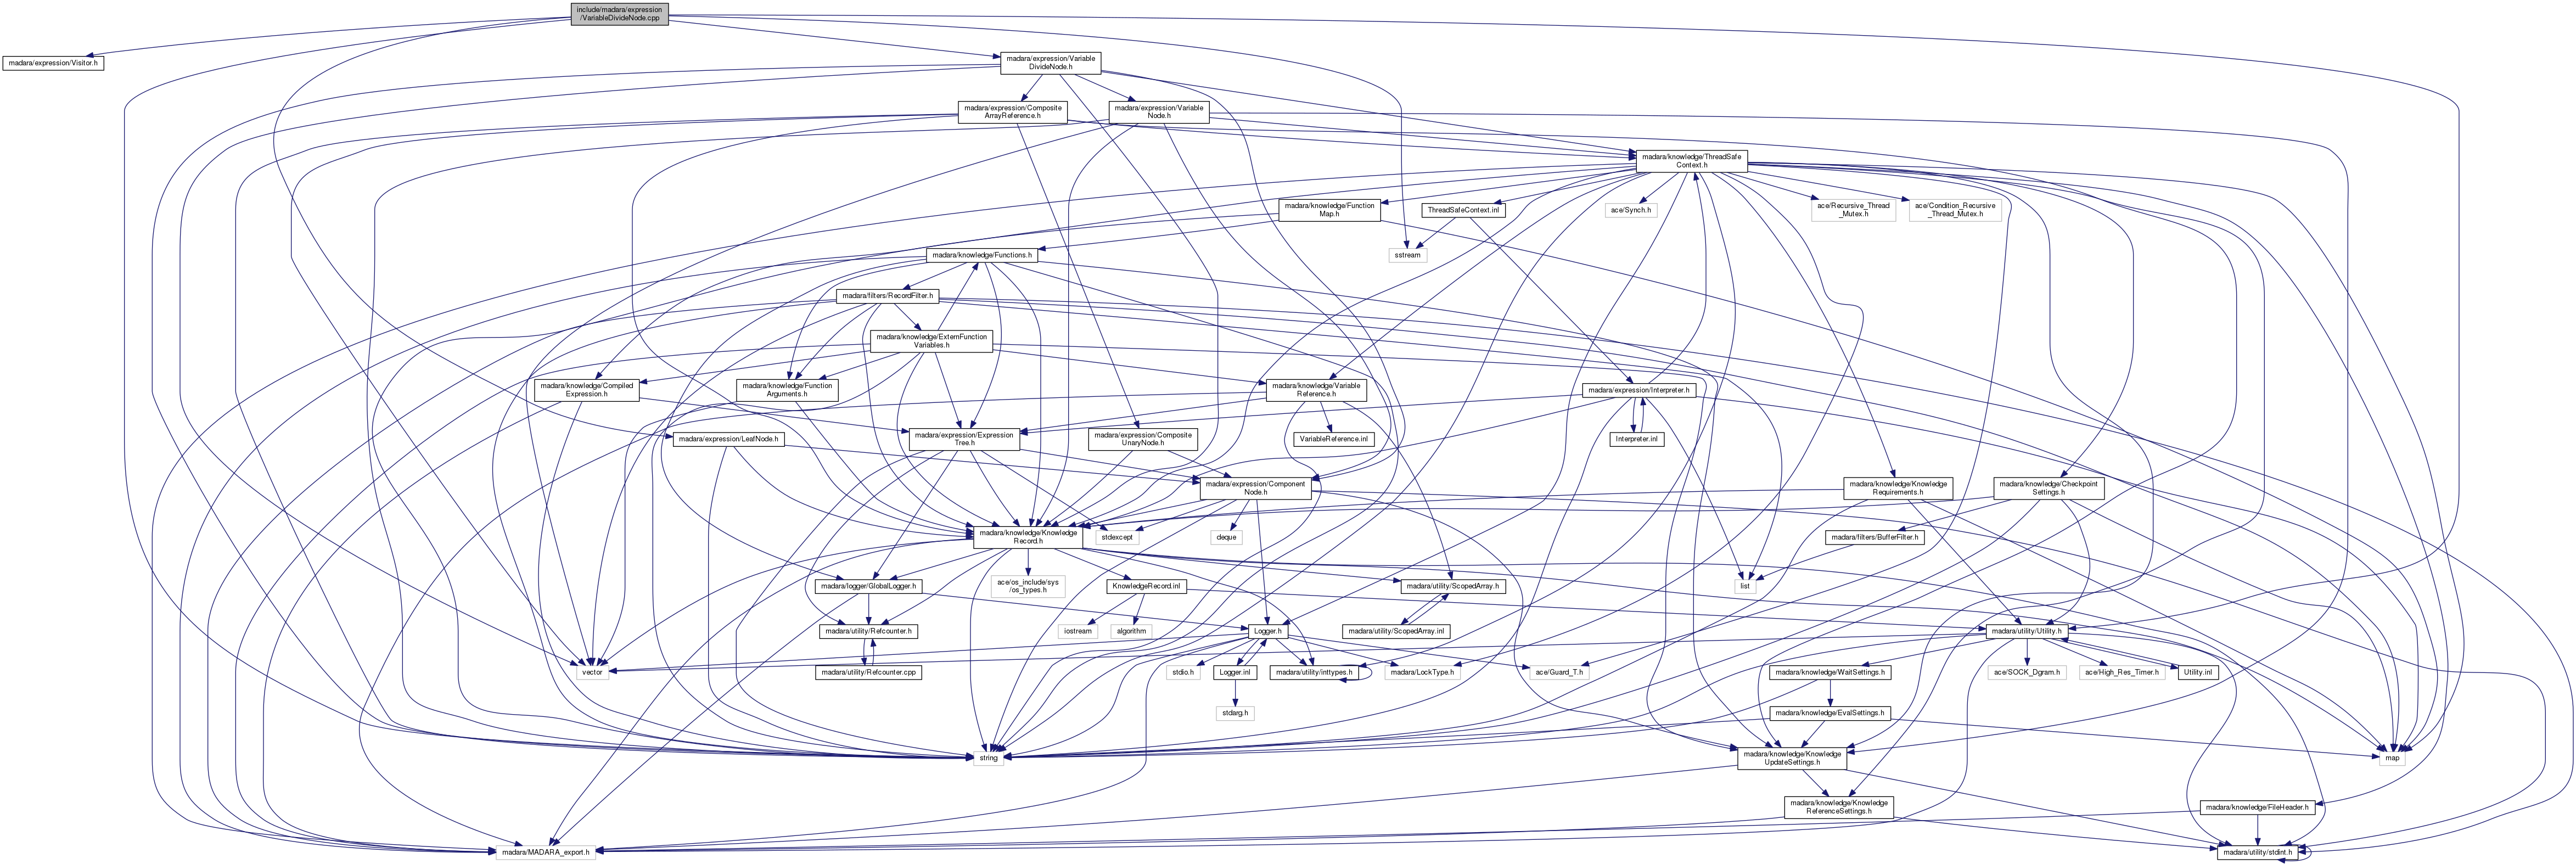 include/madara/expression
/VariableDivideNode.cpp
madara/expression/Visitor.h
madara/expression/Variable
DivideNode.h
madara/expression/Composite
ArrayReference.h
madara/expression/Variable
Node.h
madara/knowledge/ThreadSafe
Context.h
madara/knowledge/Function
Map.h
ThreadSafeContext.inl
ace/Synch.h
ace/Recursive_Thread
_Mutex.h
ace/Condition_Recursive
_Thread_Mutex.h
madara/knowledge/Functions.h
sstream
madara/filters/RecordFilter.h
madara/knowledge/ExternFunction
Variables.h
madara/knowledge/Compiled
Expression.h
madara/knowledge/Function
Arguments.h
madara/knowledge/Variable
Reference.h
madara/expression/Interpreter.h
madara/expression/LeafNode.h
madara/expression/Expression
Tree.h
madara/expression/Composite
UnaryNode.h
VariableReference.inl
Interpreter.inl
madara/expression/Component
Node.h
madara/knowledge/Knowledge
Requirements.h
madara/knowledge/Checkpoint
Settings.h
madara/knowledge/Knowledge
Record.h
stdexcept
deque
madara/filters/BufferFilter.h
madara/logger/GlobalLogger.h
ace/os_include/sys
/os_types.h
KnowledgeRecord.inl
madara/utility/ScopedArray.h
list
madara/utility/Refcounter.h
iostream
algorithm
Logger.h
madara/utility/ScopedArray.inl
madara/utility/Utility.h
vector
madara/utility/Refcounter.cpp
stdio.h
Logger.inl
madara/utility/inttypes.h
madara/LockType.h
ace/Guard_T.h
madara/knowledge/WaitSettings.h
ace/SOCK_Dgram.h
ace/High_Res_Timer.h
Utility.inl
stdarg.h
madara/knowledge/EvalSettings.h
string
madara/knowledge/Knowledge
UpdateSettings.h
map
madara/knowledge/Knowledge
ReferenceSettings.h
madara/knowledge/FileHeader.h
madara/MADARA_export.h
madara/utility/stdint.h